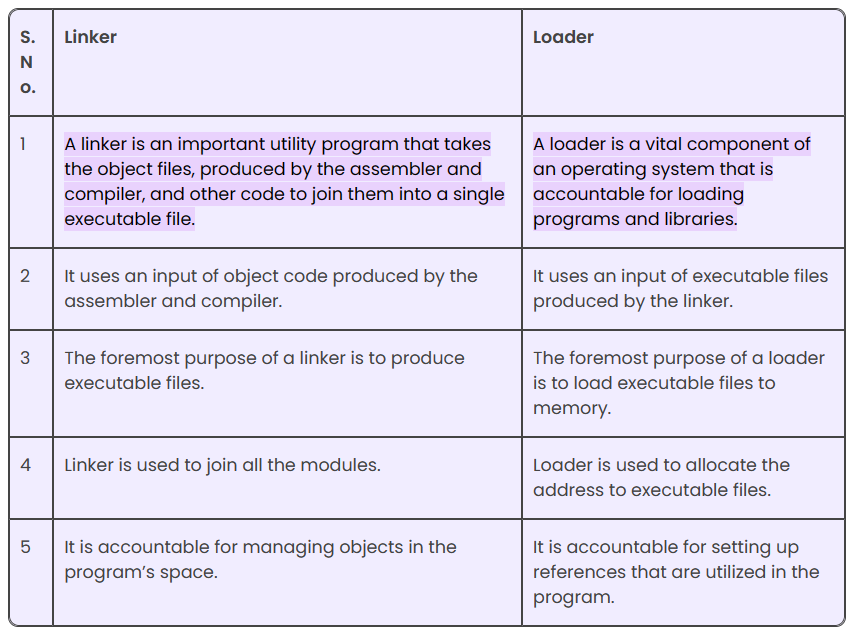 S.
N
o.
Linker
Loader
1
A linker is an important utility program that takes
the object files, produced by the assembler and
compiler, and other code to join them into a single
executable file.
A loader is a vital component of
an operating system that is
accountable for loading
programs and libraries.
2
It uses an input of object code produced by the
assembler and compiler.
It uses an input of executable files
produced by the linker.
3
The foremost purpose of a linker is to produce
executable files.
The foremost purpose of a loader
is to load executable files to
memory.
4
Linker is used to join all the modules.
Loader is used to allocate the
address to executable files.
5
It is accountable for managing objects in the
program’s space.
It is accountable for setting up
references that are utilized in the
program.